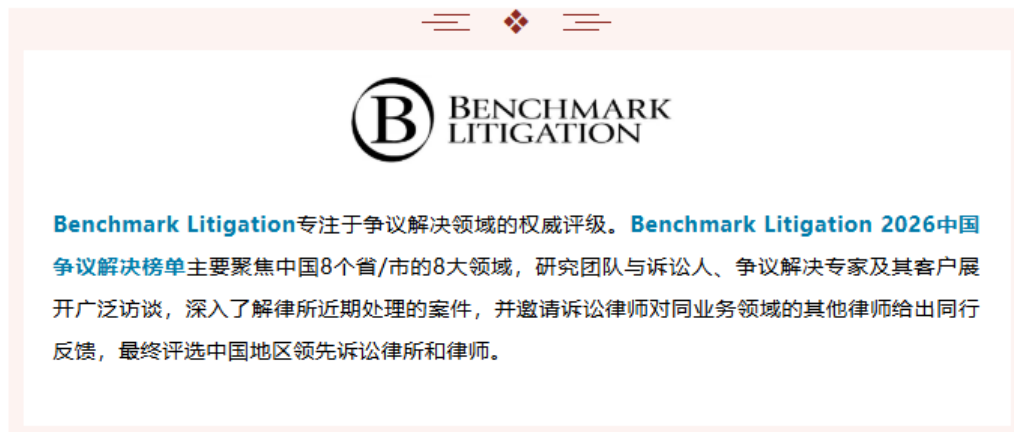 B
BENCHMARK
LITIGATION
Benchmark Litigation专注于争议解决领域的权威评级。Benchmark Litigation 2026中国
争议解决榜单主要聚焦中国8个省/市的8大领域，研究团队与诉讼人、争议解决专家及其客户展
开广泛访谈，深入了解律所近期处理的案件，并邀请诉讼律师对同业务领域的其他律师给出同行
反馈，最终评选中国地区领先诉讼律所和律师。